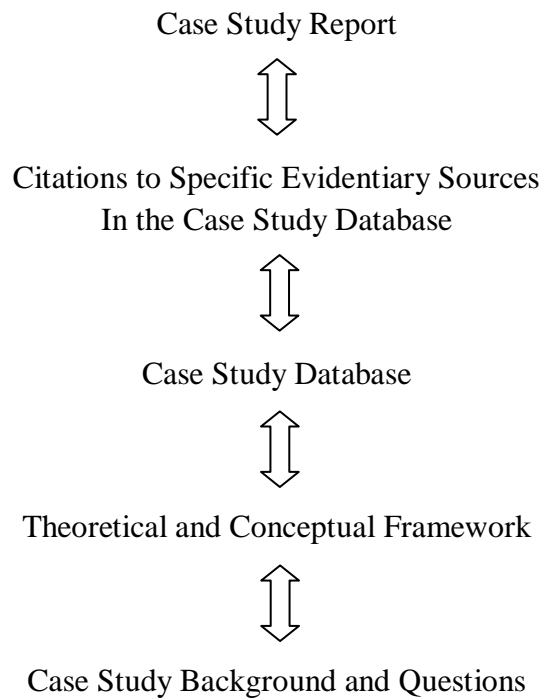 Case Study Report
Citations to Specific Evidentiary Sources
In the Case Study Database
Case Study Database
Theoretical and Conceptual Framework
Case Study Background and Questions